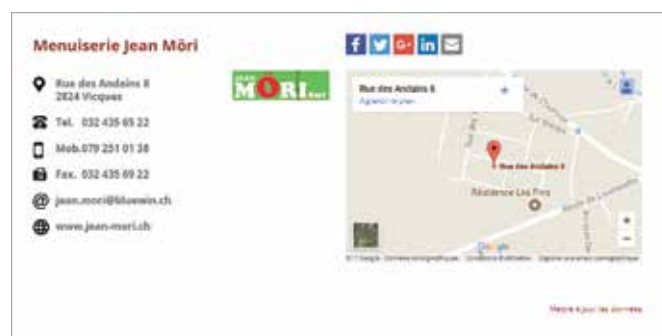 Menuiserie Jean Möri
Rue des Andains 8
2824 Vicques
Tel. 032 435 65 22
Mob.079 251 01 38
Fax. 032 435 69 22
jean.mori@bluewin.ch
www.jean-mori.ch
JEAN
MÖRI
Rue des Andains 8
Agrandir le plan
Rue des Andains 8
Résidence Les Pins
Google
Mettre à jour les données